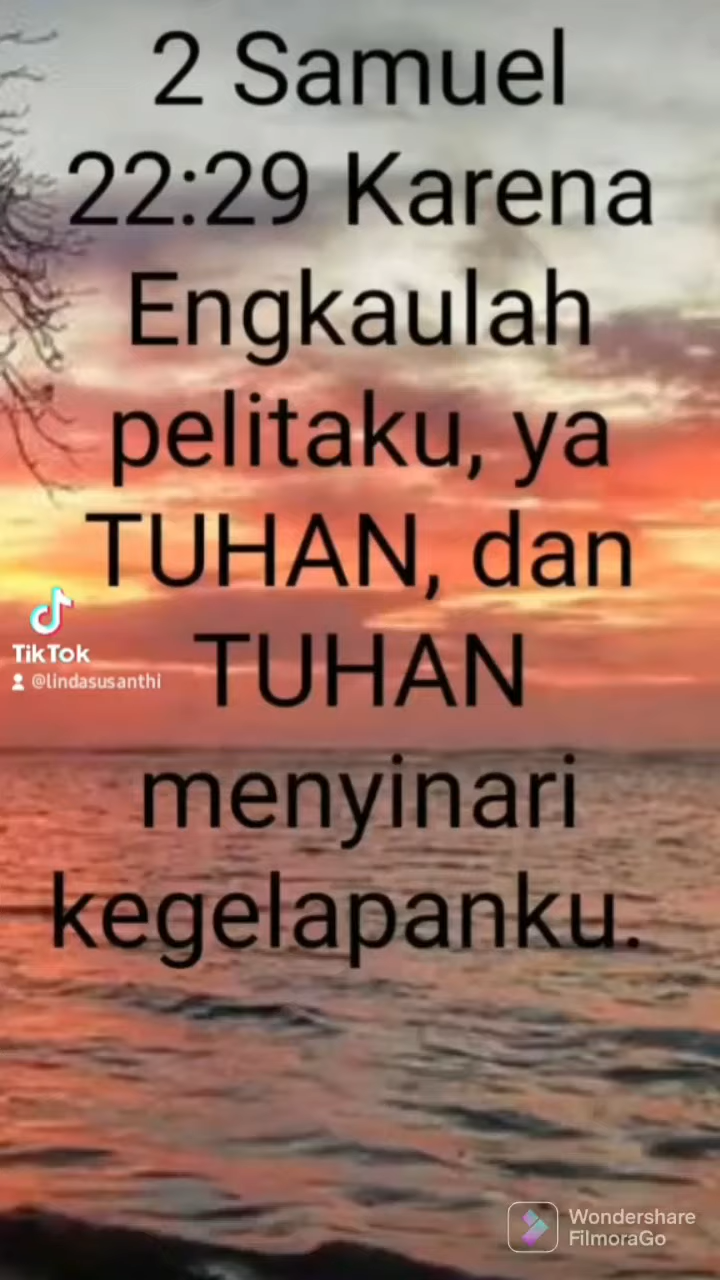 2 Samuel
22:29 Karena
Engkaulah
pelitaku, ya
TUHAN, dan
TUHAN
menyinari
kegelapanku.
TikTok
@lindasusanthi
Wondershare
FilmoraGo